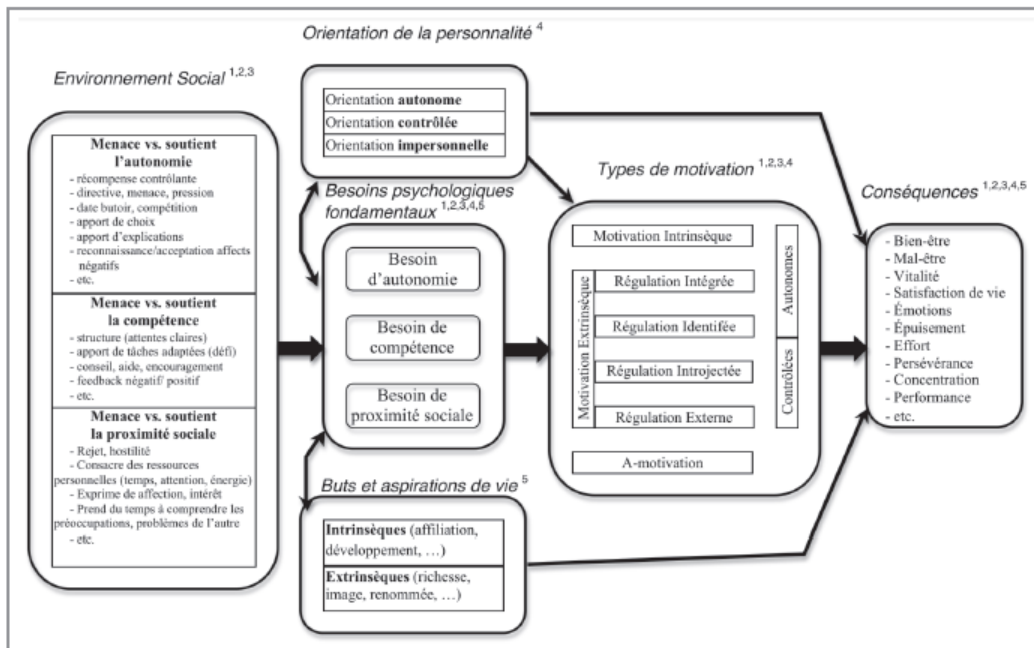 Orientation de la personnalité 4
Environnement Social 1,2,3
Menace vs. soutient
l'autonomie
- récompense contrôlante
- directive, menace, pression
- date butoir, compétition
- apport de choix
- apport d'explications
- reconnaissance/acceptation affects
négatifs
- etc.
Menace vs. soutient
la compétence
- structure (attentes claires)
- apport de tâches adaptées (défi)
- conseil, aide, encouragement
- feedback négatif/ positif
- etc.
Menace vs. soutient
la proximité sociale
- Rejet, hostilité
- Consacre des ressources
personnelles (temps, attention, énergie)
- Exprime de affection, intérêt
- Prend du temps à comprendre les
préoccupations, problèmes de l'autre
- etc.
Orientation autonome
Orientation contrôlée
Orientation impersonnelle
Besoins psychologiques
fondamentaux 1,2,3,4,5
Besoin
d'autonomie
Besoin de
compétence
Besoin de
proximité sociale
Buts et aspirations de vie 5
Intrinsèques (affiliation,
développement, …)
Extrinsèques (richesse,
image, renommée, …)
Types de motivation 1,2,3,4
Motivation Intrinsèque
Motivation Extrinsèque
Régulation Intégrée
Régulation Identifée
Régulation Introjectée
Régulation Externe
A-motivation
Autonomes
Contrôlées
Conséquences 1,2,3,4,5
- Bien-être
- Mal-être
- Vitalité
- Satisfaction de vie
- Émotions
- Épuisement
- Effort
- Persévérance
- Concentration
- Performance
- etc.